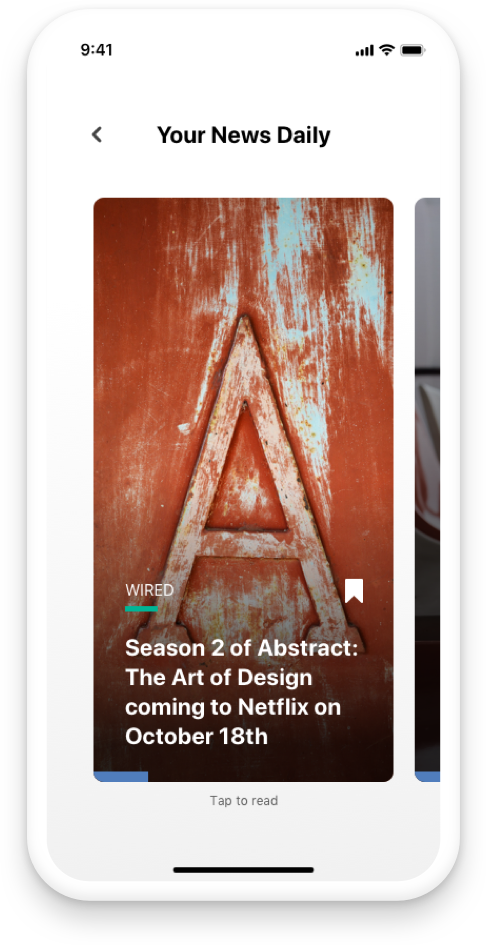 9:41
Your News Daily
A
WIRED
Season 2 of Abstract:
The Art of Design
coming to Netflix on
October 18th
Tap to read